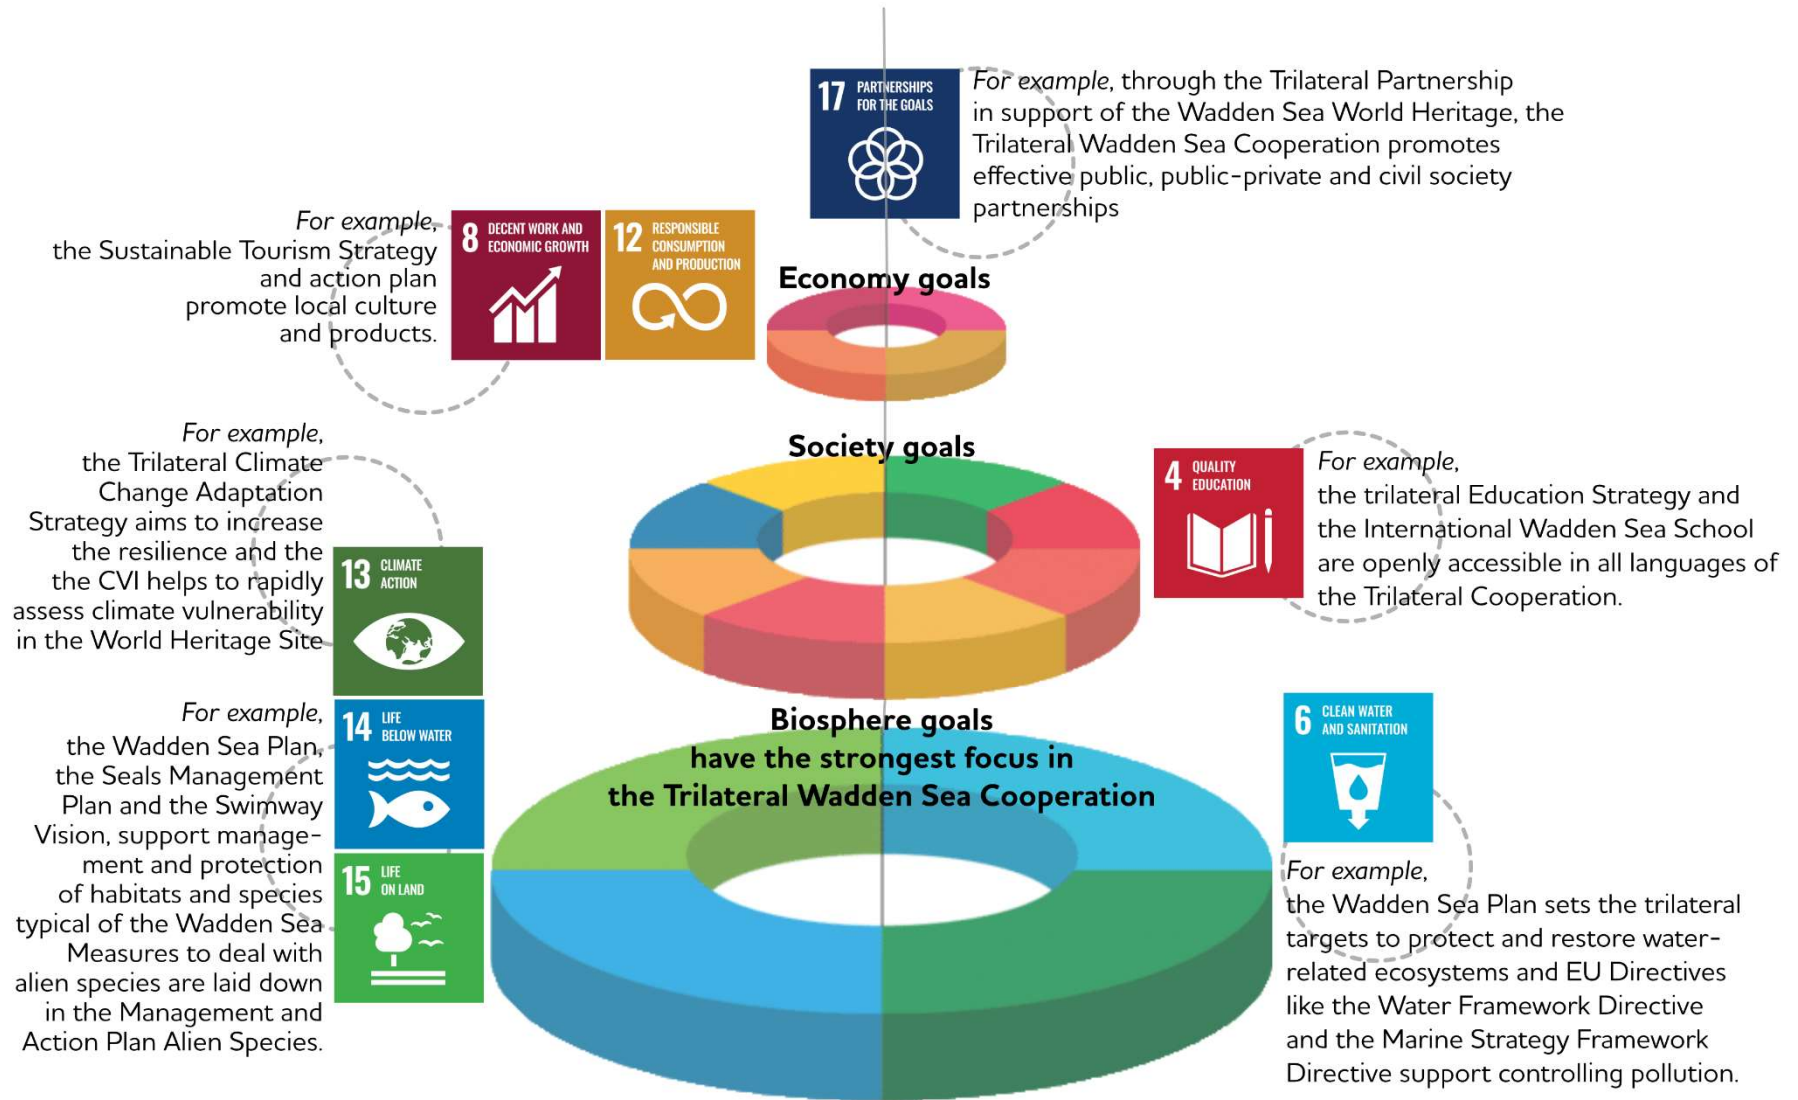 17 PARTNERSHIPS
FOR THE GOALS
For example, through the Trilateral Partnership
in support of the Wadden Sea World Heritage, the
Trilateral Wadden Sea Cooperation promotes
effective public, public-private and civil society
partnerships
For example,
the Sustainable Tourism Strategy
and action plan
promote local culture
and products.
8 DECENT WORK AND
ECONOMIC GROWTH
12 RESPONSIBLE
CONSUMPTION
AND PRODUCTION
Economy goals
For example,
the Trilateral Climate
Change Adaptation
Strategy aims to increase
the resilience and the
the CVI helps to rapidly
assess climate vulnerability
in the World Heritage Site
13 CLIMATE
ACTION
Society goals
4 QUALITY
EDUCATION
For example,
the trilateral Education Strategy and
the International Wadden Sea School
are openly accessible in all languages of
the Trilateral Cooperation.
For example,
the Wadden Sea Plan,
the Seals Management
Plan and the Swimway
Vision, support manage-
ment and protection
of habitats and species
typical of the Wadden Sea
Measures to deal with
alien species are laid down
in the Management and
Action Plan Alien Species.
14 LIFE
BELOW WATER
15 LIFE
ON LAND
Biosphere goals
have the strongest focus in
the Trilateral Wadden Sea Cooperation
6 CLEAN WATER
AND SANITATION
For example,
the Wadden Sea Plan sets the trilateral
targets to protect and restore water-
related ecosystems and EU Directives
like the Water Framework Directive
and the Marine Strategy Framework
Directive support controlling pollution.